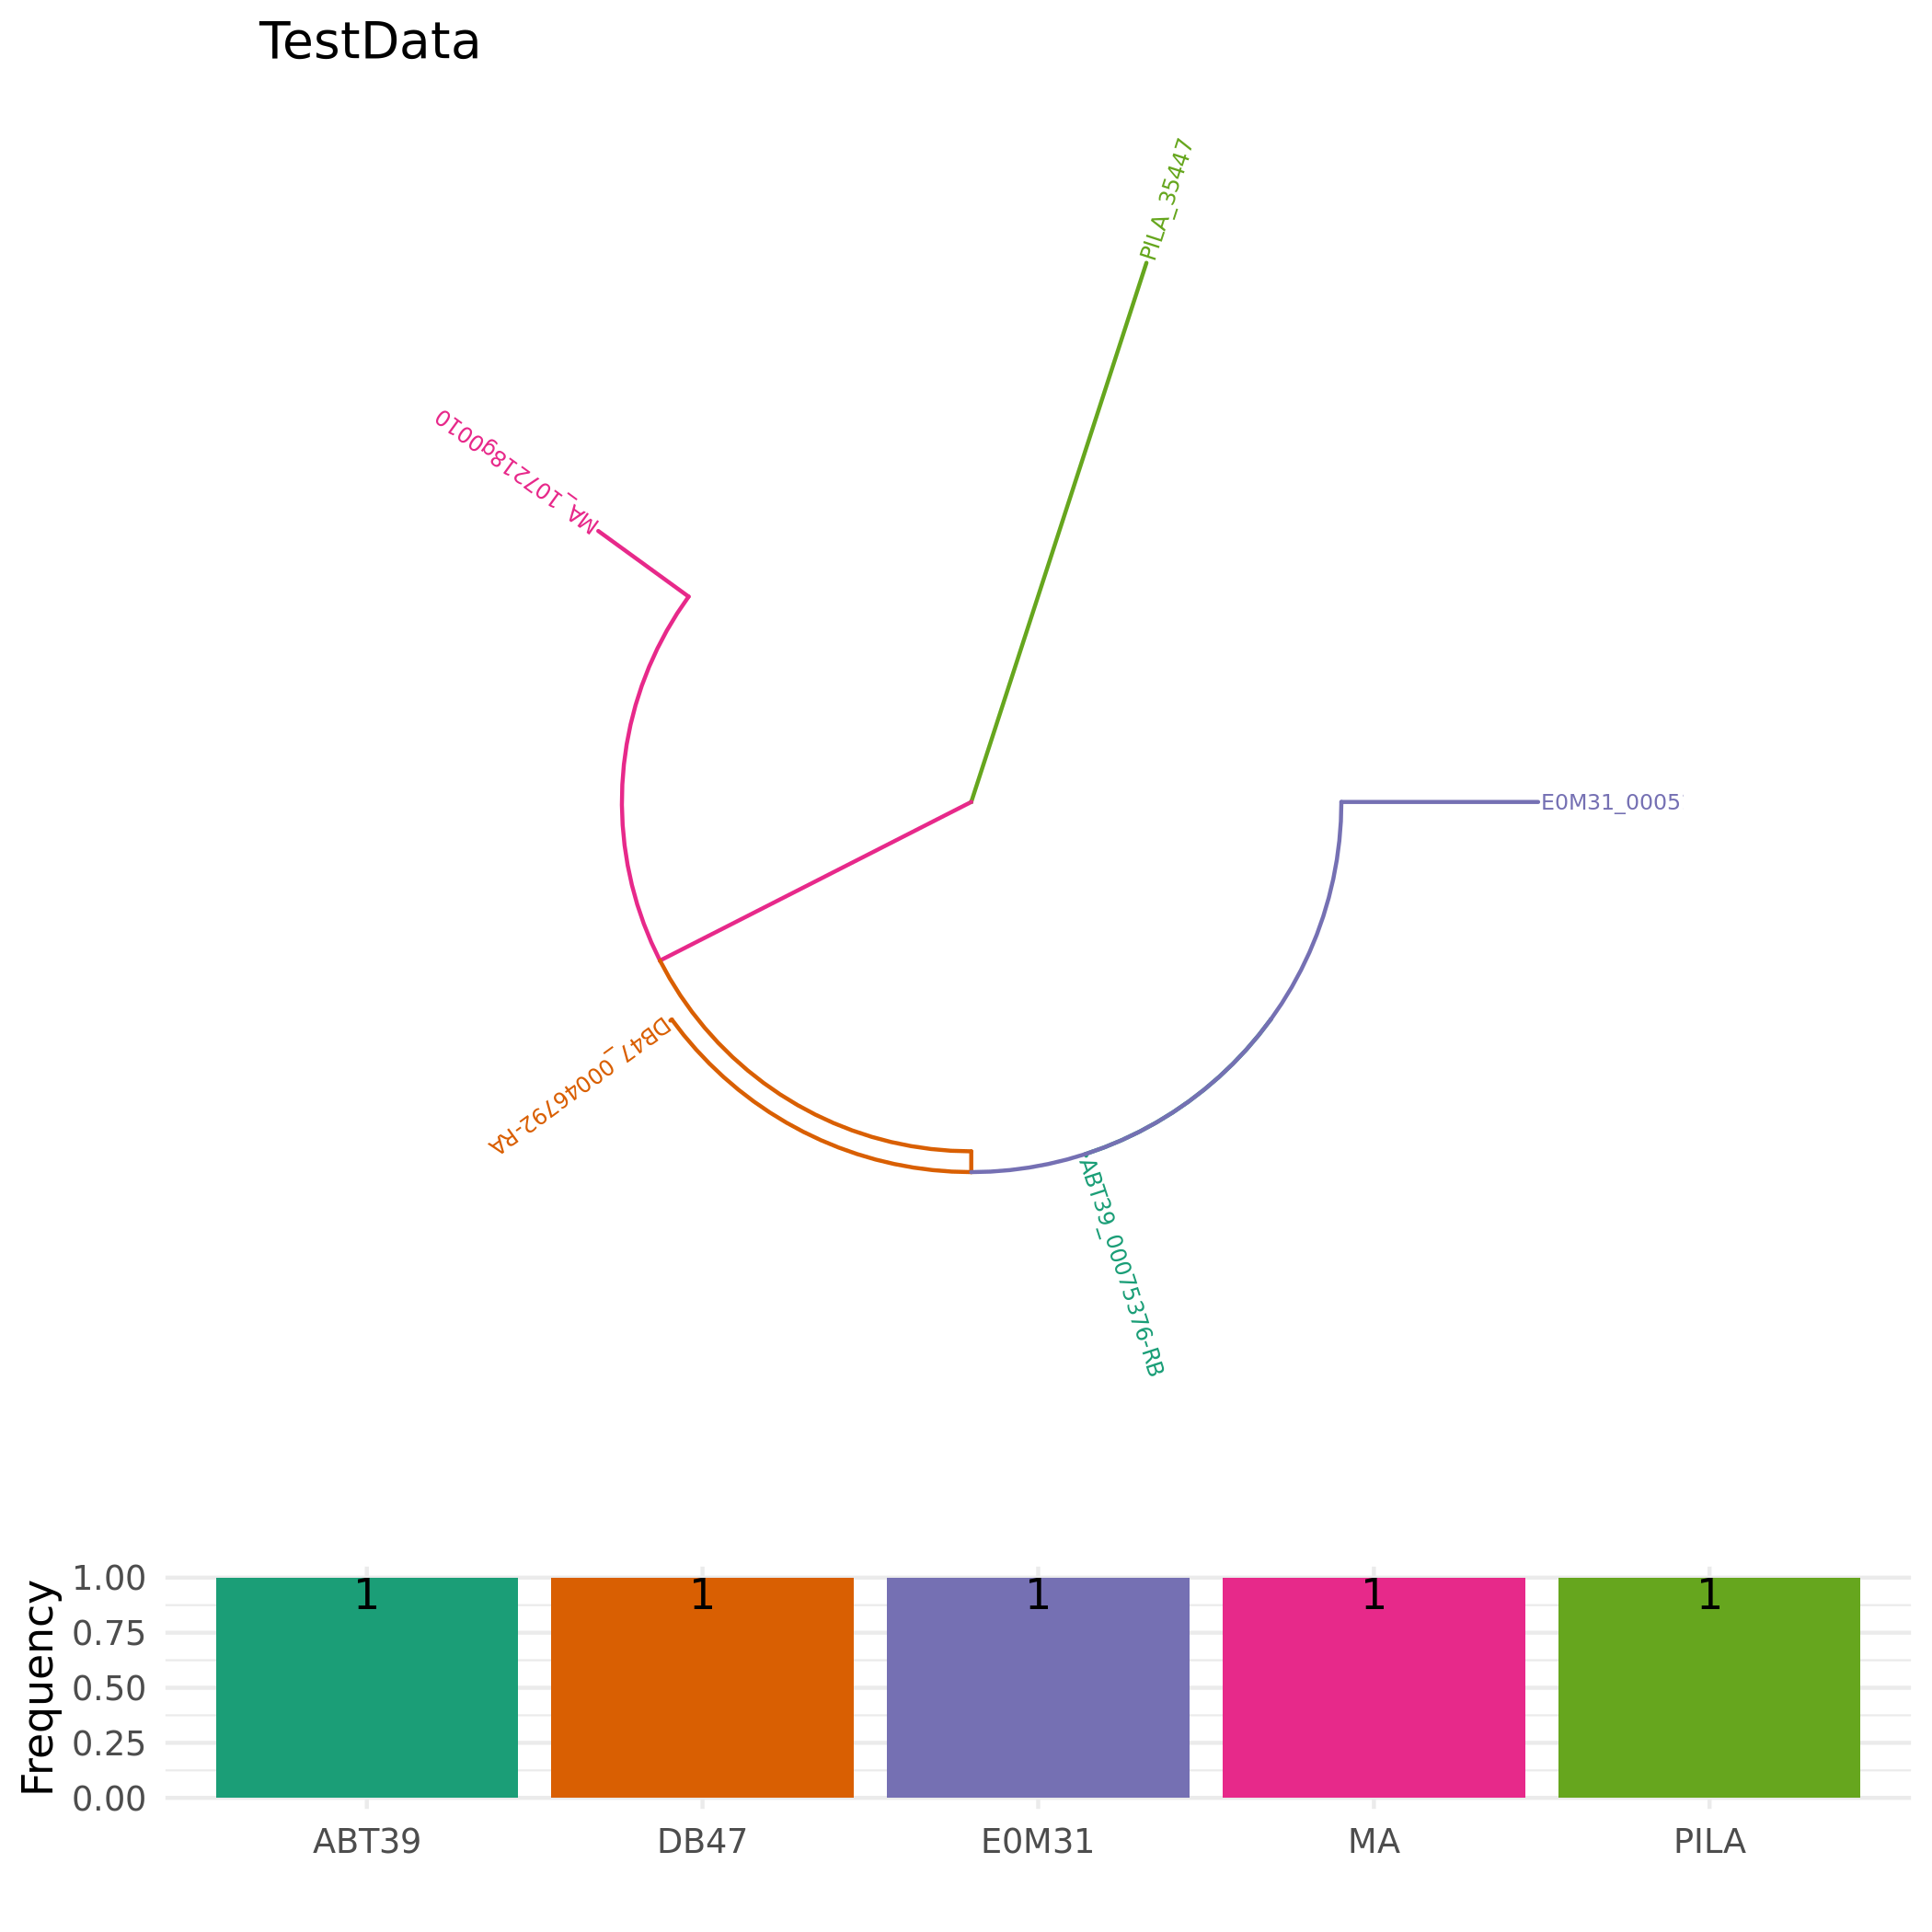 TestData
PILA_35447
MA_107218g0010
E0M31_0005
DB47_00046792-RA
ABT39_00075376-RB
Frequency
1.00
0.75
0.50
0.25
0.00
1
1
1
1
1
ABT39
DB47
E0M31
MA
PILA